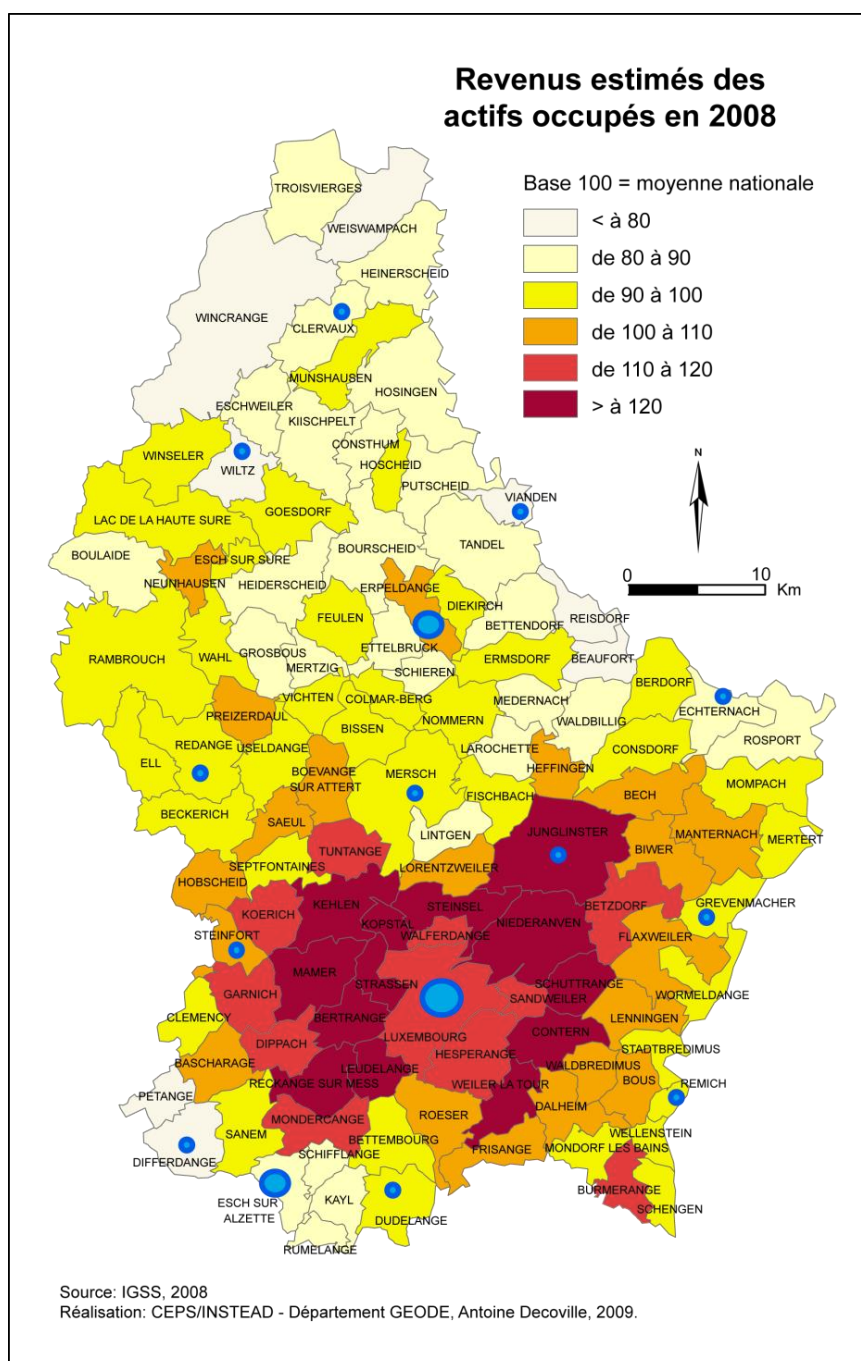 Revenus estimés des
actifs occupés en 2008
Base 100 = moyenne nationale
< à 80
de 80 à 90
de 90 à 100
de 100 à 110
de 110 à 120
> à 120
N
0 10
Km
TROISVIERGES
WEISWAMPACH
HEINERSCHEID
WINCRANGE
CLERVAUX
MUNSHAUSEN
HOSINGEN
ESCHWEILER
KIISCHPELT
CONSTHUM
WINSELER
WILTZ
HOSCHEID
PUTSCHEID
VIANDEN
GOESDORF
LAC DE LA HAUTE SURE
TANDEL
BOURSCHEID
BOULAIDE
ESCH SUR SURE
NEUNHAUSEN
HEIDERSCHEID
ERPELDANGE
DIEKIRCH
FEULEN
BETTENDORF
REISDORF
ETTELBRUCK
GROSBOUS
RAMBROUCH
WAHL
MERTZIG
SCHIEREN
ERMSDORF
BEAUFORT
BERDORF
VICHTEN
COLMAR-BERG
MEDERNACH
ECHTERNACH
PREIZERDAUL
NOMMERN
WALDBILLIG
BISSEN
ROSPORT
REDANGE
USELDANGE
LAROCHETTE
CONSDORF
ELL
HEFFINGEN
BOEVANGE
SUR ATTERT
MERSCH
MOMPACH
FISCHBACH
BECH
BECKERICH
SAEUL
LINTGEN
JUNGLINSTER
MANTERNACH
MERTERT
TUNTANGE
BIWER
SEPTFONTAINES
LORENTZWEILER
HOBSCHEID
KEHLEN
STEINSEL
BETZDORF
GREVENMACHER
KOERICH
KOPSTAL
NIEDERANVEN
WALFERDANGE
FLAXWEILER
STEINFORT
MAMER
STRASSEN
SCHUTTRANGE
GARNICH
SANDWEILER
WORMELDANGE
CLEMENCY
BERTRANGE
LENNINGEN
LUXEMBOURG
CONTERN
DIPPACH
HESPERANGE
STADTBREDIMUS
BASCHARAGE
LEUDELANGE
WALDBREDIMUS
RECKANGE SUR MESS
WEILER LA TOUR
BOUS
REMICH
PETANGE
DALHEIM
ROESER
MONDERCANGE
SANEM
BETTEMBOURG
WELLENSTEIN
MONDORF LES BAINS
DIFFERDANGE
SCHIFFLANGE
FRISANGE
BURMERANGE
ESCH SUR
ALZETTE
KAYL
SCHENGEN
DUDELANGE
RUMELANGE
Source: IGSS, 2008
Réalisation: CEPS/INSTEAD - Département GEODE, Antoine Decoville, 2009.